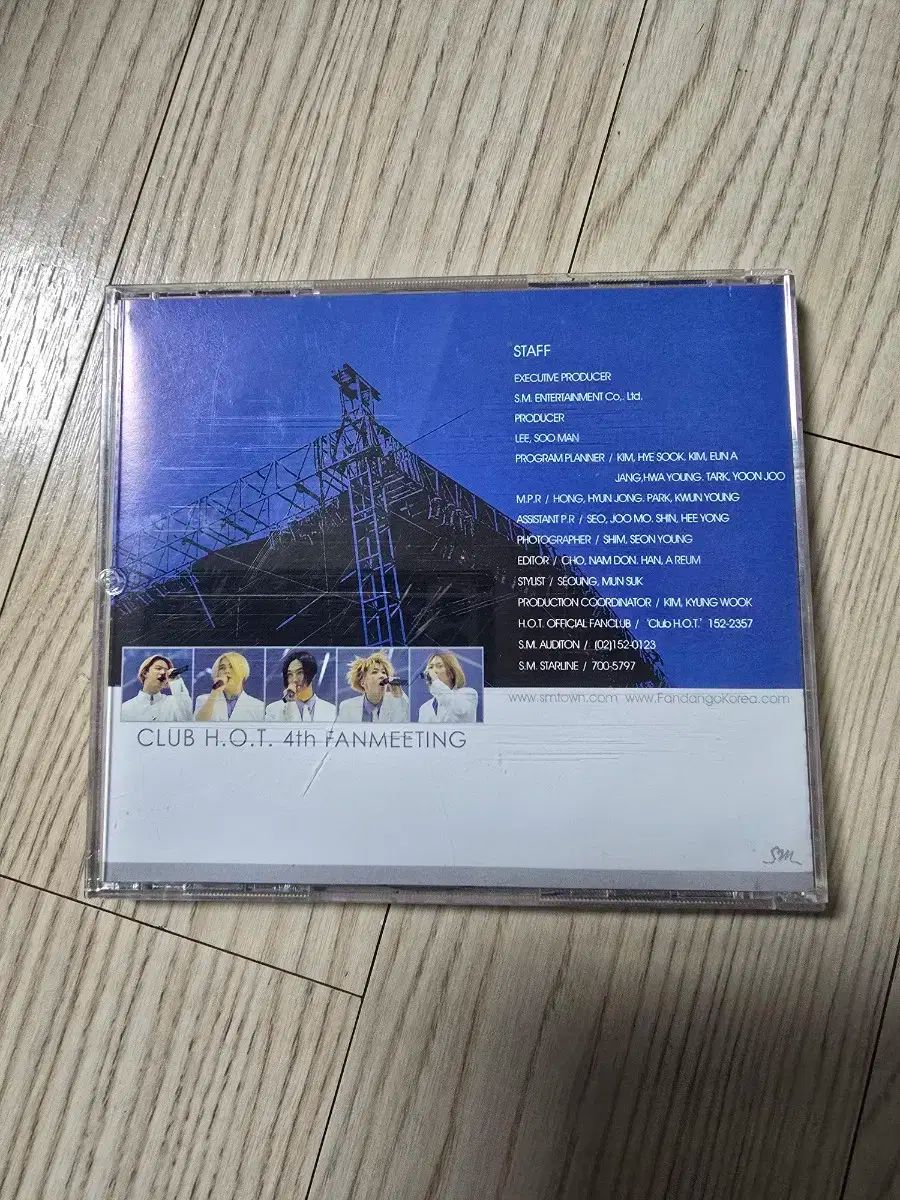 STAFF
EXECUTIVE PRODUCER
S.M. ENTERTAINMENT Co,. Ltd.
PRODUCER
LEE, SOO MAN
PROGRAM PLANNER / KIM, HYE SOOK. KIM, EUN A
JANG,HWA YOUNG. TARK, YOON JOO
M.P.R / HONG, HYUN JONG. PARK, KWUN YOUNG
ASSISTANT P.R / SEO, JOO MO. SHIN, HEE YONG
PHOTOGRAPHER / SHIM, SEON YOUNG
EDITOR / CHO, NAM DON. HAN, A REUM
STYLIST / SEOUNG, MUN SUK
PRODUCTION COORDINATOR / KIM, KYUNG WOOK
H.O.T. OFFICIAL FANCLUB / 'Club H.O.T.' 152-2357
S.M. AUDITON / (02)152-0123
S.M. STARLINE / 700-5797
www.smtown.com www.FandangoKorea.com
CLUB H.O.T. 4th FANMEETING
SM